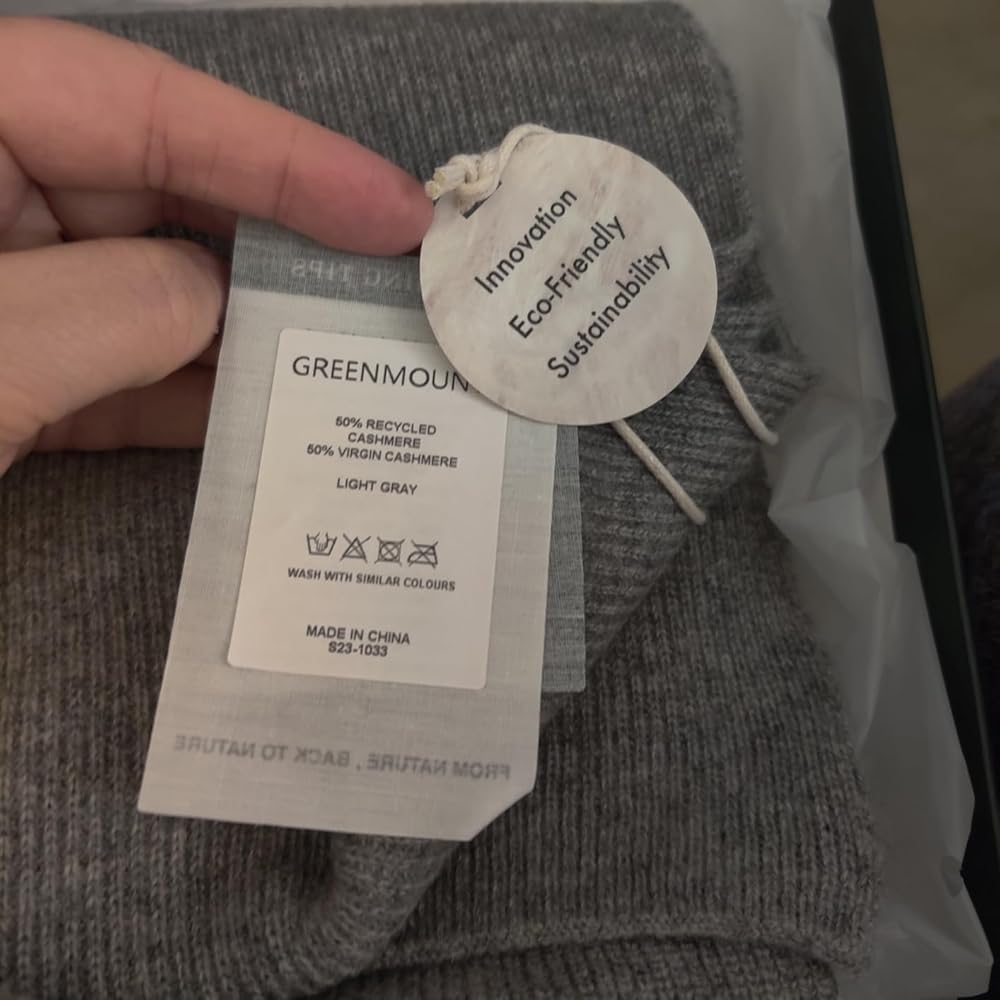 Innovation
Eco-Friendly
Sustainability
GREENMOUN
50% RECYCLED
CASHMERE
50% VIRGIN CASHMERE
LIGHT GRAY
WASH WITH SIMILAR COLOURS
MADE IN CHINA
S23-1033
FROM NATURE, BACK TO NATURE
TIPS